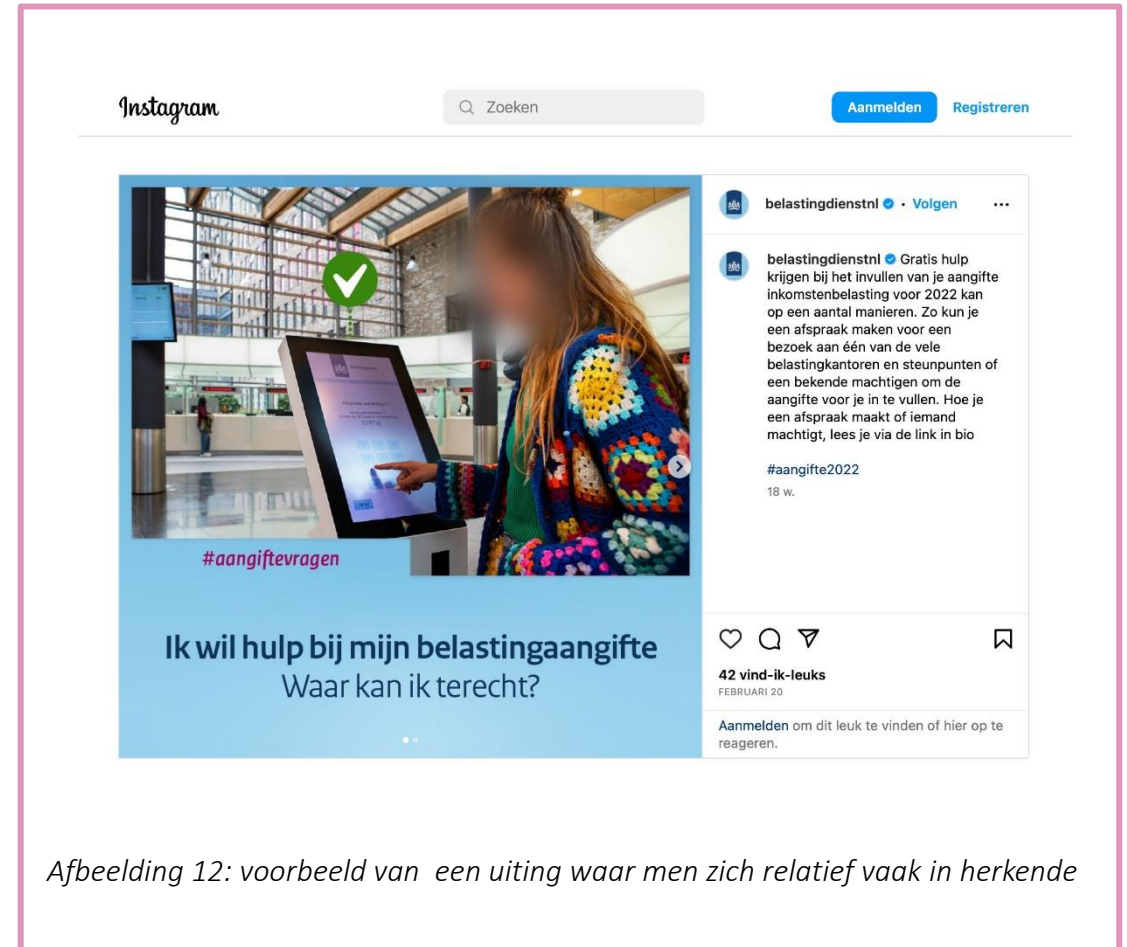 Instagram
Zoeken
Aanmelden
Registreren
belastingdienstnl • Volgen
belastingdienstnl Gratis hulp
krijgen bij het invullen van je aangifte
inkomstenbelasting voor 2022 kan
op een aantal manieren. Zo kun je
een afspraak maken voor een
bezoek aan één van de vele
belastingkantoren en steunpunten of
een bekende machtigen om de
aangifte voor je in te vullen. Hoe je
een afspraak maakt of iemand
machtigt, lees je via de link in bio
#aangifte2022
18 w.
#aangiftevragen
Ik wil hulp bij mijn belastingaangifte
Waar kan ik terecht?
42 vind-ik-leuks
FEBRUARI 20
Aanmelden om dit leuk te vinden of hier op te
reageren.
Afbeelding 12: voorbeeld van een uiting waar men zich relatief vaak in herkende